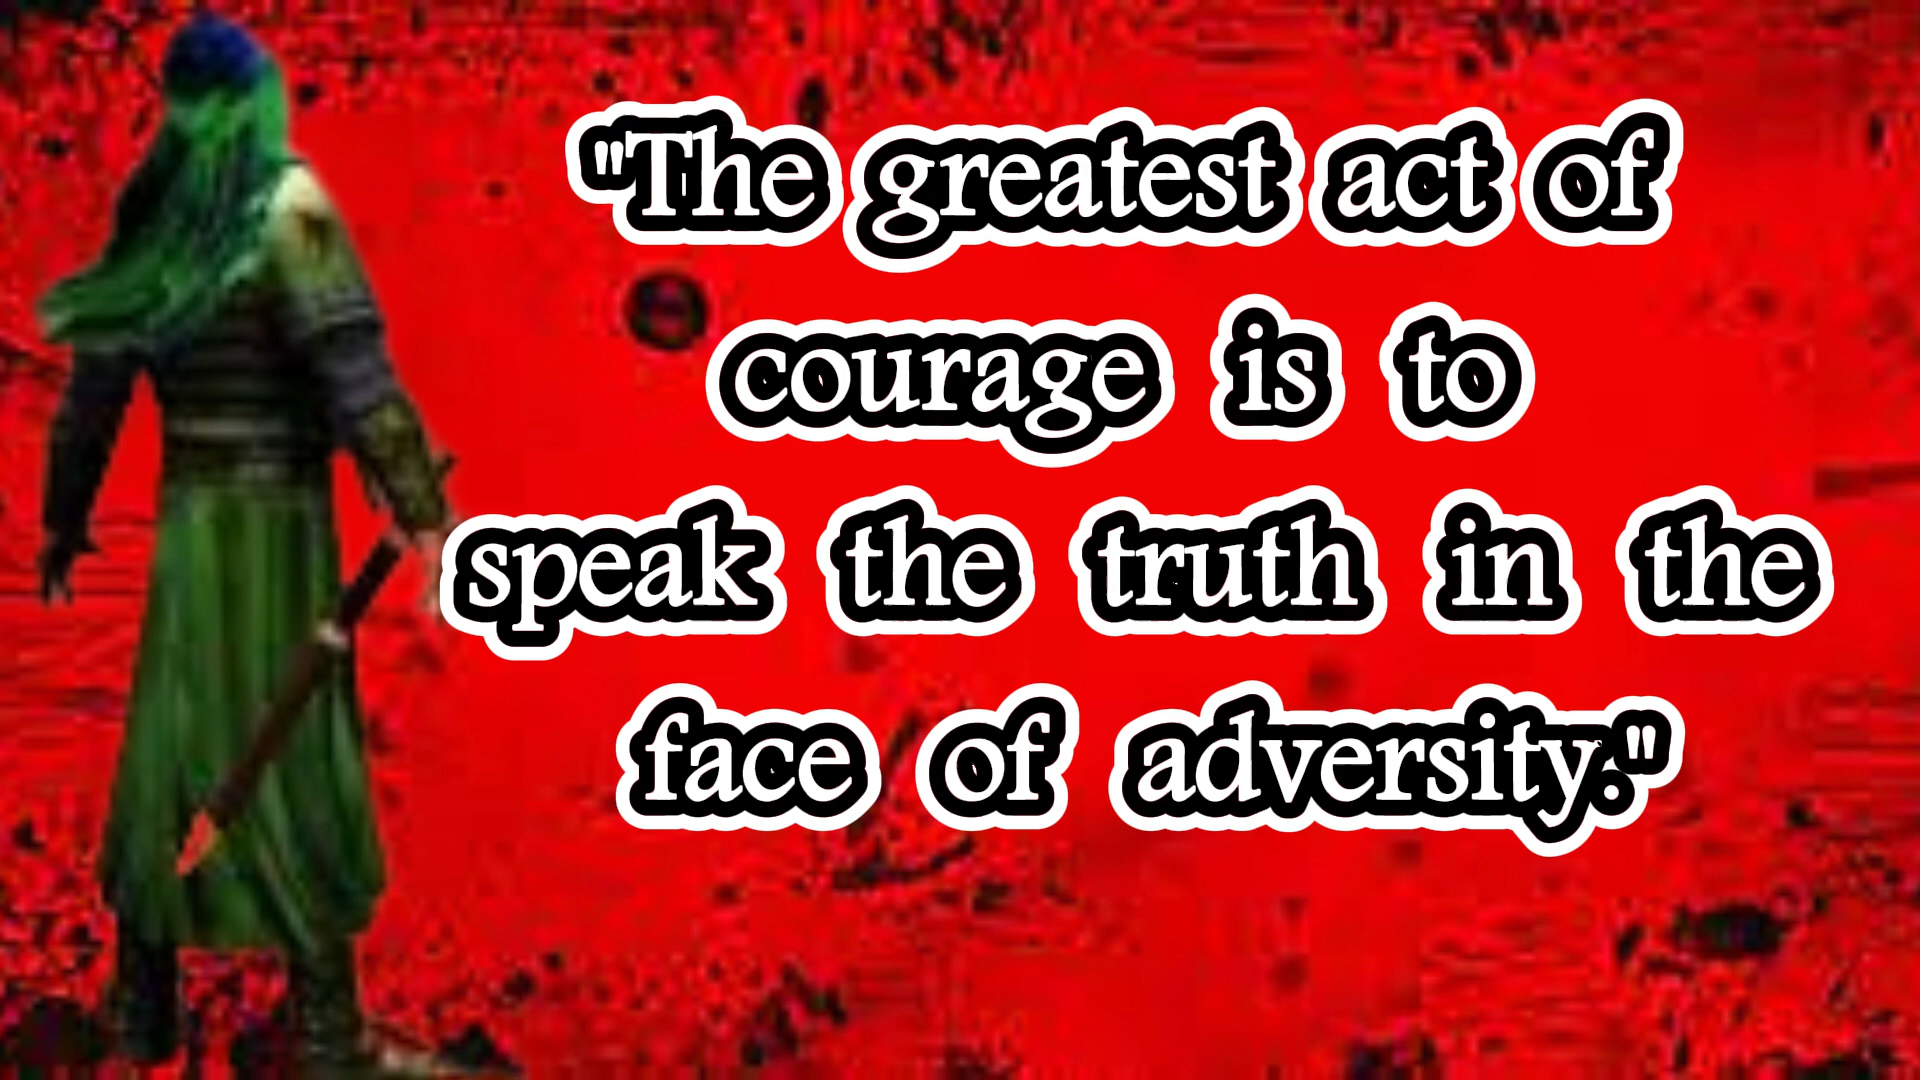 "The greatest act of
courage is to
speak the truth in the
face of adversity."